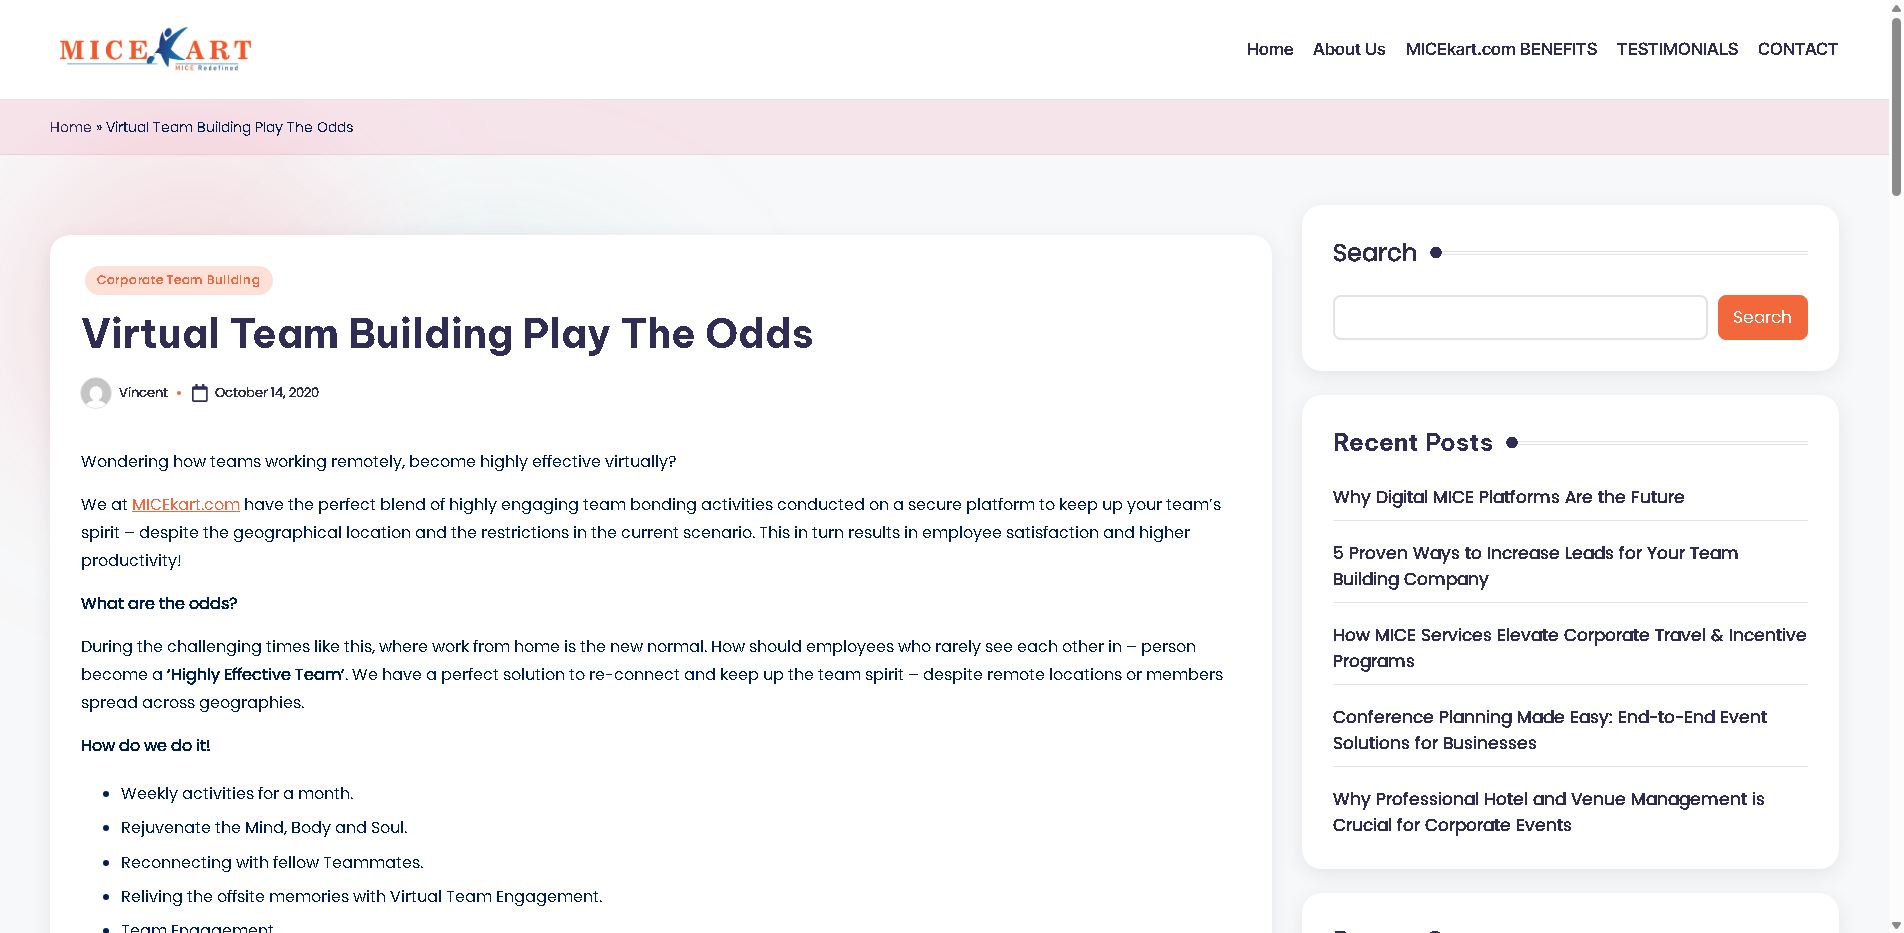 MICEKART
MICE Redefined
Home
About Us
MICEkart.com BENEFITS
TESTIMONIALS
CONTACT
Home » Virtual Team Building Play The Odds
Corporate Team Building
Virtual Team Building Play The Odds
Vincent
October 14, 2020
Wondering how teams working remotely, become highly effective virtually?
We at MICEkart.com have the perfect blend of highly engaging team bonding activities conducted on a secure platform to keep up your team’s
spirit – despite the geographical location and the restrictions in the current scenario. This in turn results in employee satisfaction and higher
productivity!
What are the odds?
During the challenging times like this, where work from home is the new normal. How should employees who rarely see each other in – person
become a ‘Highly Effective Team’. We have a perfect solution to re-connect and keep up the team spirit – despite remote locations or members
spread across geographies.
How do we do it!
Weekly activities for a month.
Rejuvenate the Mind, Body and Soul.
Reconnecting with fellow Teammates.
Reliving the offsite memories with Virtual Team Engagement.
Team Engagement
Search
Search
Recent Posts
Why Digital MICE Platforms Are the Future
5 Proven Ways to Increase Leads for Your Team
Building Company
How MICE Services Elevate Corporate Travel & Incentive
Programs
Conference Planning Made Easy: End-to-End Event
Solutions for Businesses
Why Professional Hotel and Venue Management is
Crucial for Corporate Events